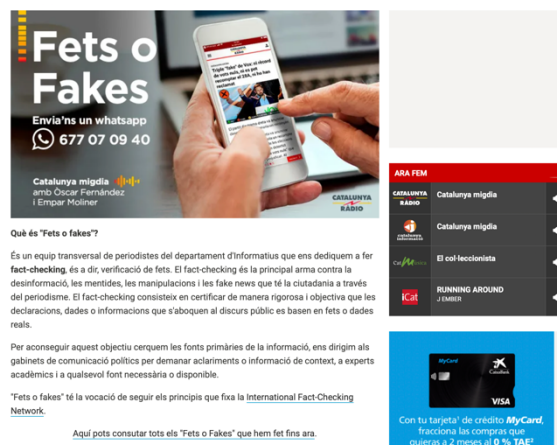 Fets o
Fakes
Envia'ns un whatsapp
677 07 09 40
Catalunya migdia
amb Òscar Fernández
i Empar Moliner
CATALUNYA
RÀDIO
Què és "Fets o fakes"?
És un equip transversal de periodistes del departament d'Informatius que ens dediquem a fer
fact-checking, és a dir, verificació de fets. El fact-checking és la principal arma contra la
desinformació, les mentides, les manipulacions i les fake news que té la ciutadania a través
del periodisme. El fact-checking consisteix en certificar de manera rigorosa i objectiva que les
declaracions, dades o informacions que s'aboquen al discurs públic es basen en fets o dades
reals.
Per aconseguir aquest objectiu cerquem les fonts primàries de la informació, ens dirigim als
gabinets de comunicació polítics per demanar aclariments o informació de context, a experts
acadèmics i a qualsevol font necessària o disponible.
"Fets o fakes" té la vocació de seguir els principis que fixa la International Fact-Checking
Network.
Aquí pots consutar tots els "Fets o Fakes" que hem fet fins ara.
ARA FEM
CATALUNYA
RÀDIO
Catalunya migdia
catalunya
informació
Catalunya migdia
Cat Música
El col·leccionista
iCat
RUNNING AROUND
J EMBER
MyCard
CaixaBank
VISA
Con tu tarjeta¹ de crédito MyCard,
fracciona las compras que
quieras a 2 meses al 0 % TAE²